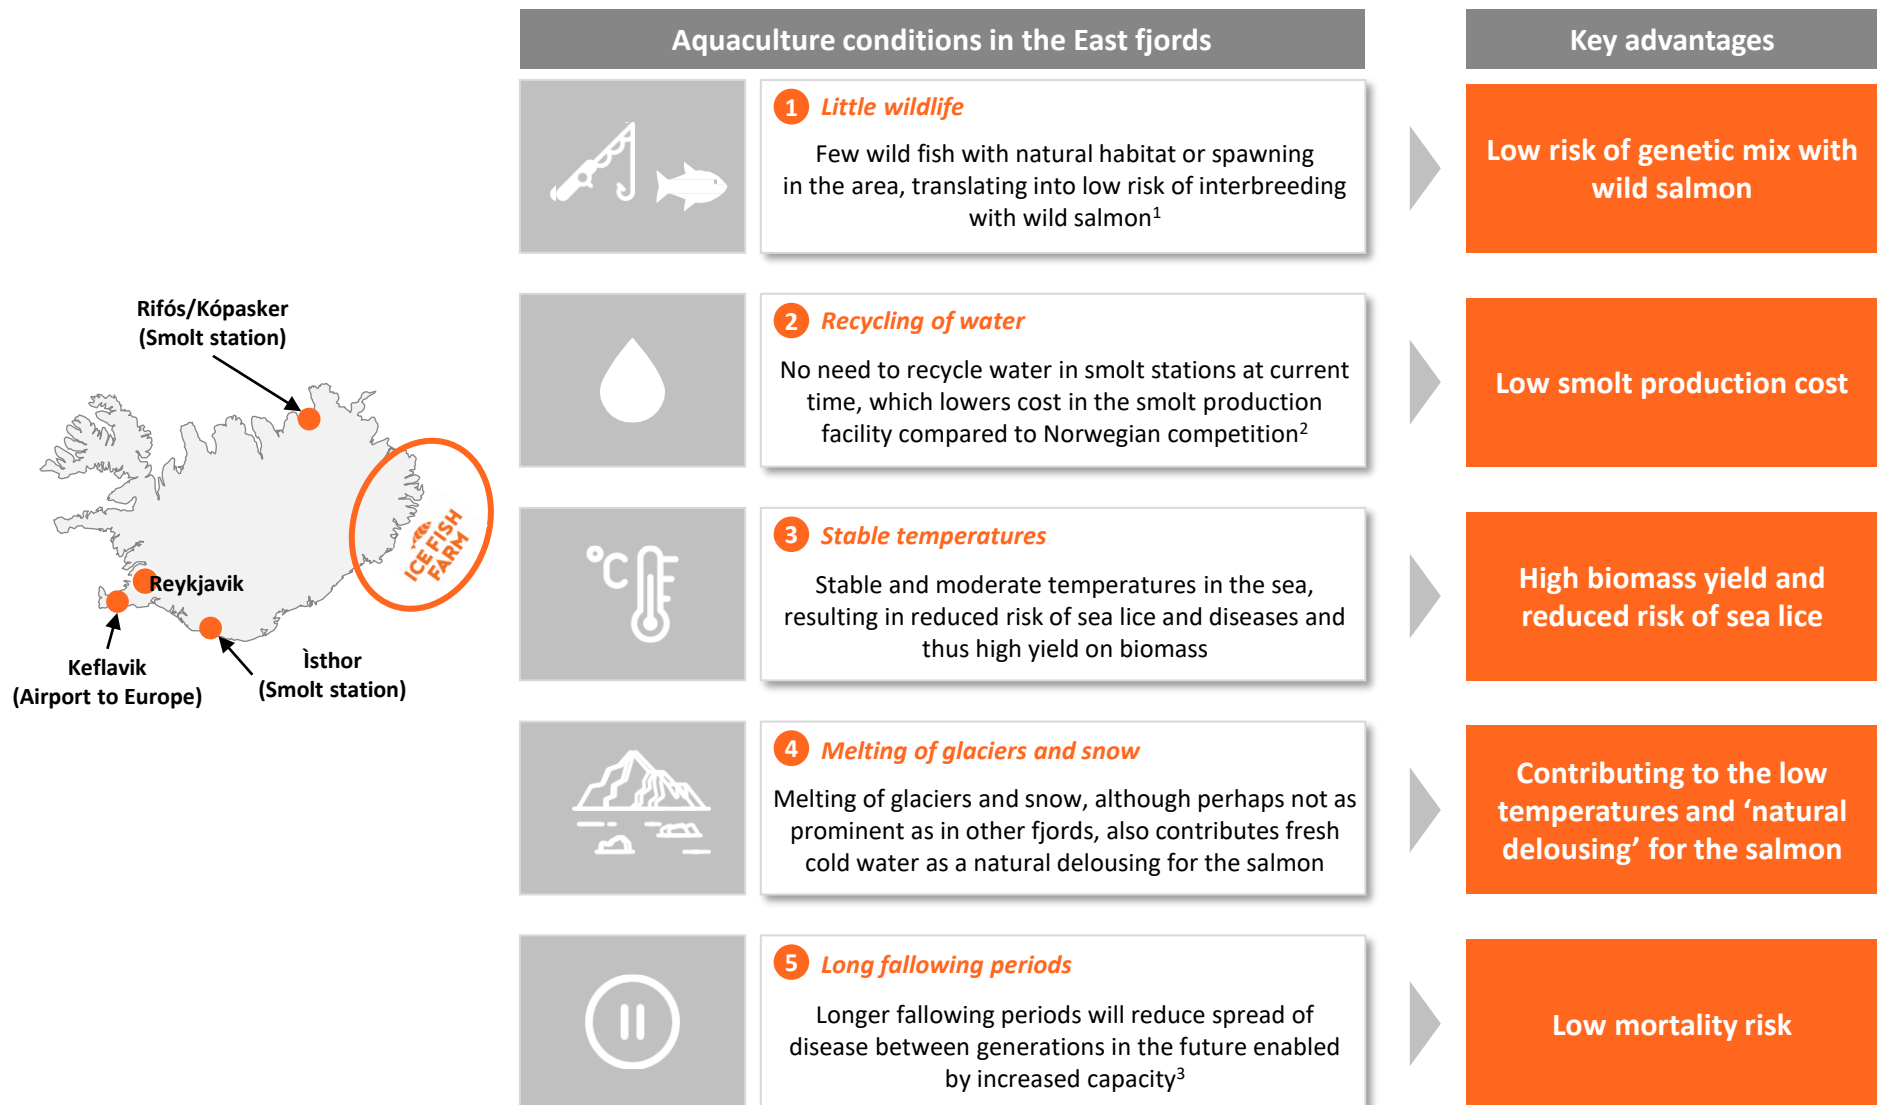 Aquaculture conditions in the East fjords
Key advantages
1 Little wildlife
Few wild fish with natural habitat or spawning
in the area, translating into low risk of interbreeding
with wild salmon1
Low risk of genetic mix with
wild salmon
2 Recycling of water
No need to recycle water in smolt stations at current
time, which lowers cost in the smolt production
facility compared to Norwegian competition2
Low smolt production cost
3 Stable temperatures
°C
Stable and moderate temperatures in the sea,
resulting in reduced risk of sea lice and diseases and
thus high yield on biomass
High biomass yield and
reduced risk of sea lice
4 Melting of glaciers and snow
Melting of glaciers and snow, although perhaps not as
prominent as in other fjords, also contributes fresh
cold water as a natural delousing for the salmon
Contributing to the low
temperatures and ‘natural
delousing’ for the salmon
5 Long fallowing periods
Longer fallowing periods will reduce spread of
disease between generations in the future enabled
by increased capacity3
Low mortality risk
Rifós/Kópasker
(Smolt station)
ICE FISH
FARM
Reykjavik
Keflavik
(Airport to Europe)
Ìsthor
(Smolt station)